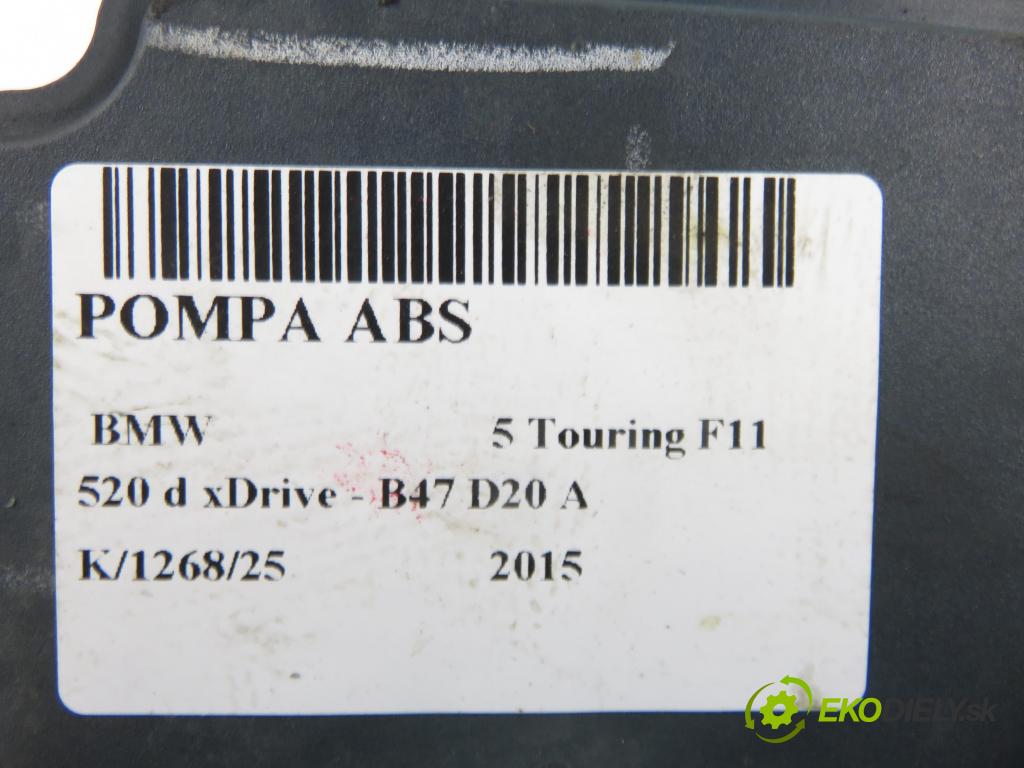 POMPA ABS
BMW 5 Touring F11
520 d xDrive - B47 D20 A
K/1268/25 2015
EKODIELY.sk